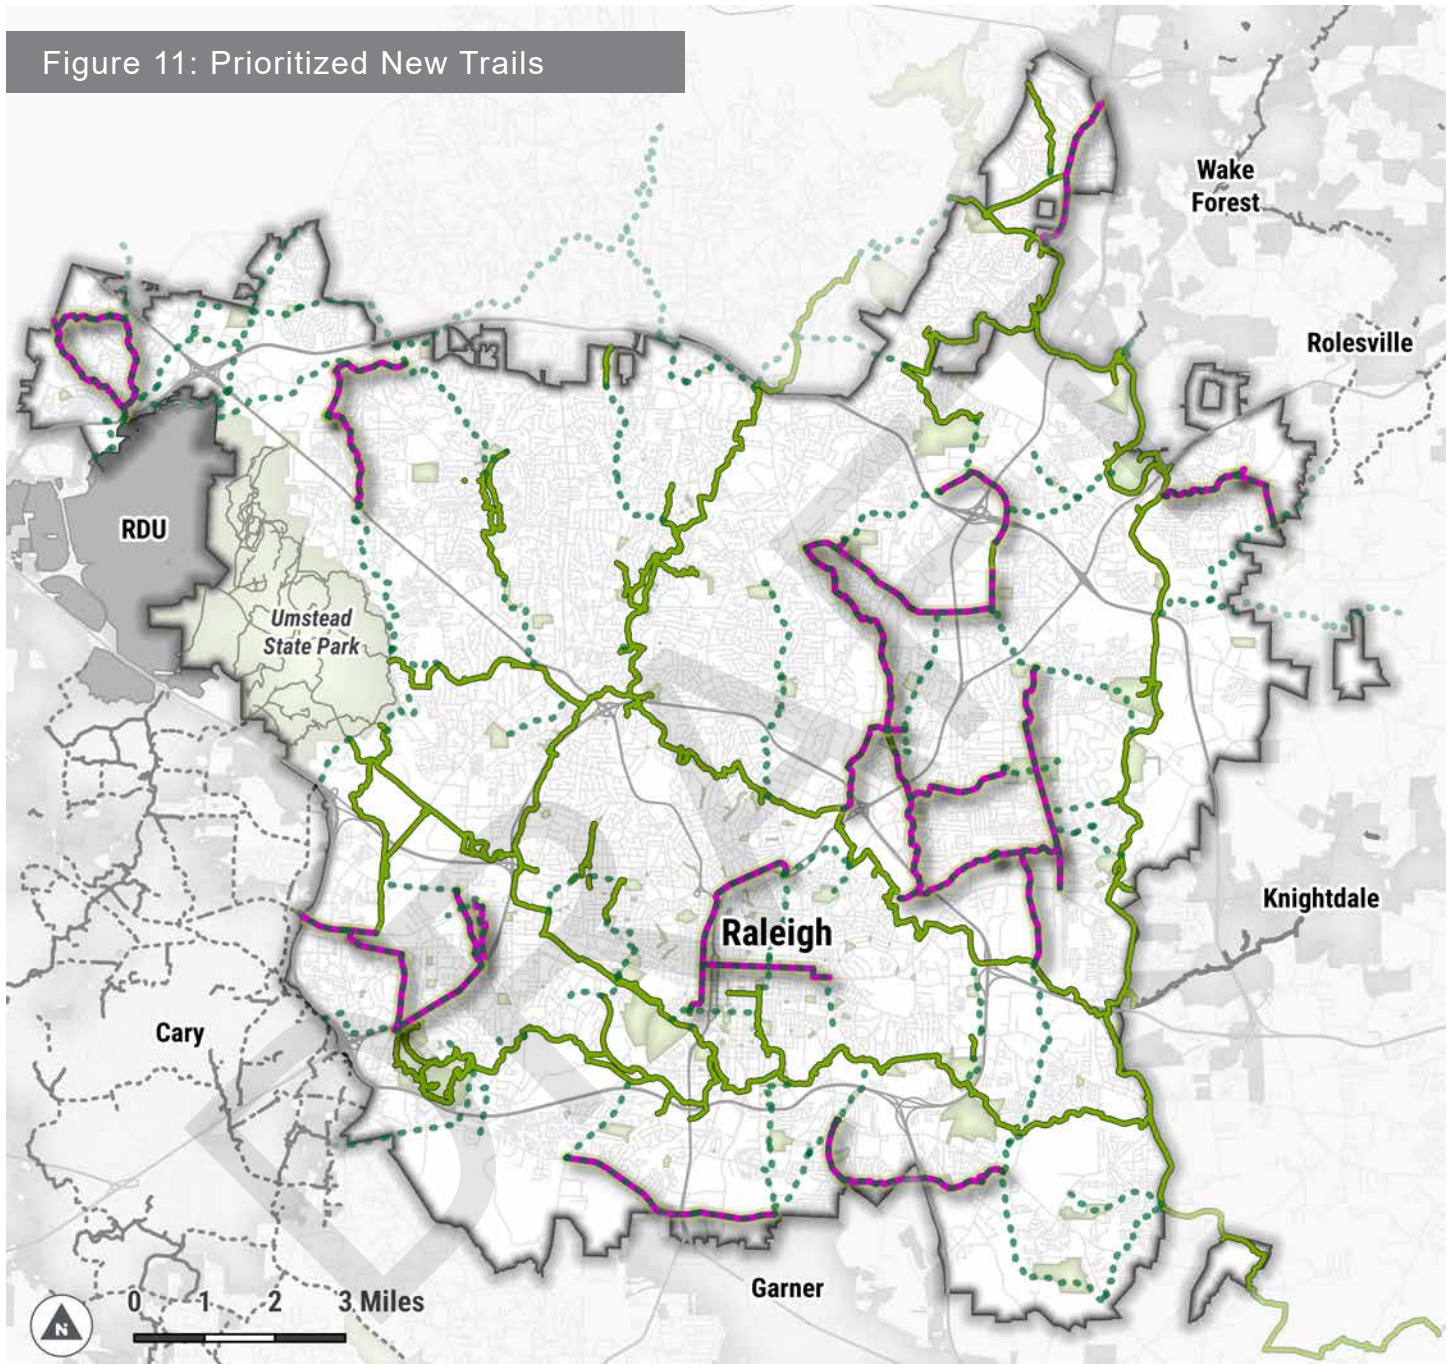 Figure 11: Prioritized New Trails
Wake
Forest
Rolesville
RDU
Umstead
State Park
Knightdale
Raleigh
Cary
Garner
N
0 1 2 3 Miles
DRAFT